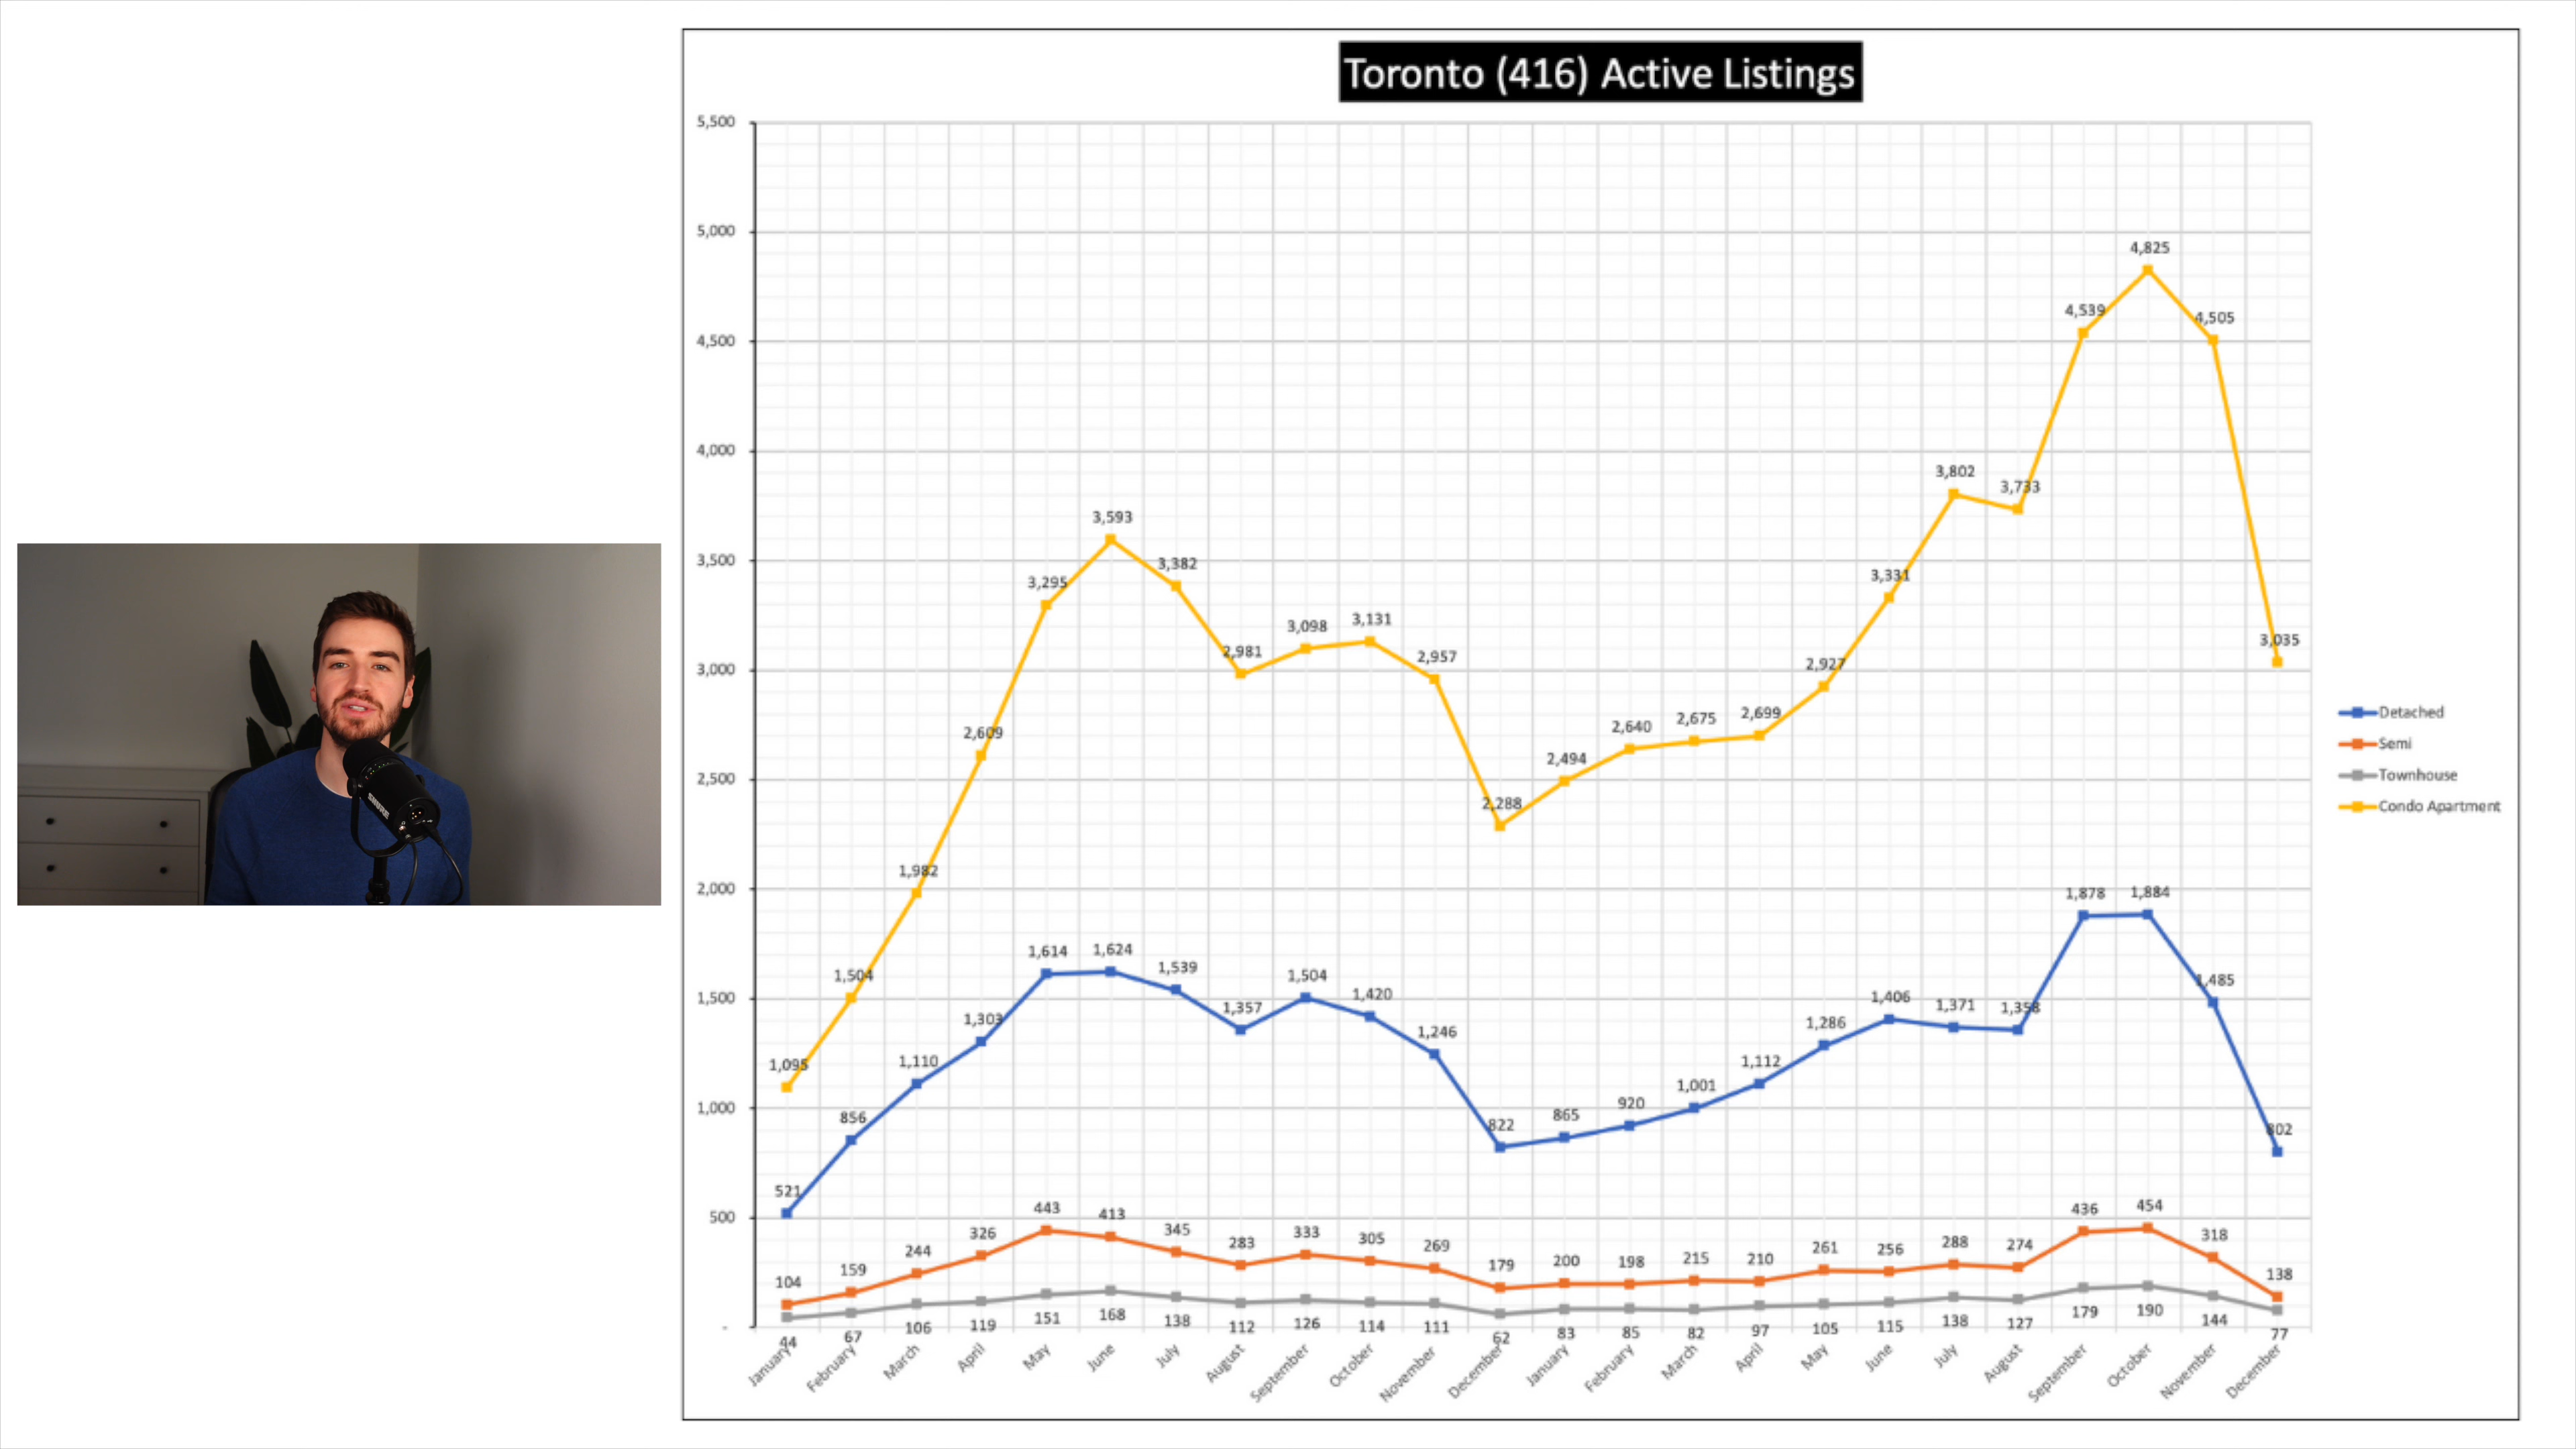 Toronto (416) Active Listings
5,500
5,000
4,500
4,000
3,500
3,000
2,500
2,000
1,500
1,000
500
-
1,095 1,504 1,982 2,609 3,295 3,593 3,382 2,981 3,098 3,131 2,957 2,288 2,494 2,640 2,675 2,699 2,927 3,331 3,802 3,733 4,539 4,825 4,505 3,035
521 856 1,110 1,303 1,614 1,624 1,539 1,357 1,504 1,420 1,246 822 865 920 1,001 1,112 1,286 1,406 1,371 1,358 1,878 1,884 1,485 802
104 159 244 326 443 413 345 283 333 305 269 179 200 198 215 210 261 256 288 274 436 454 318 138
44 67 106 119 151 168 138 112 126 114 111 62 83 85 82 97 105 115 138 127 179 190 144 77
January February March April May June July August September October November December January February March April May June July August September October November December
Detached
Semi
Townhouse
Condo Apartment
SHURE